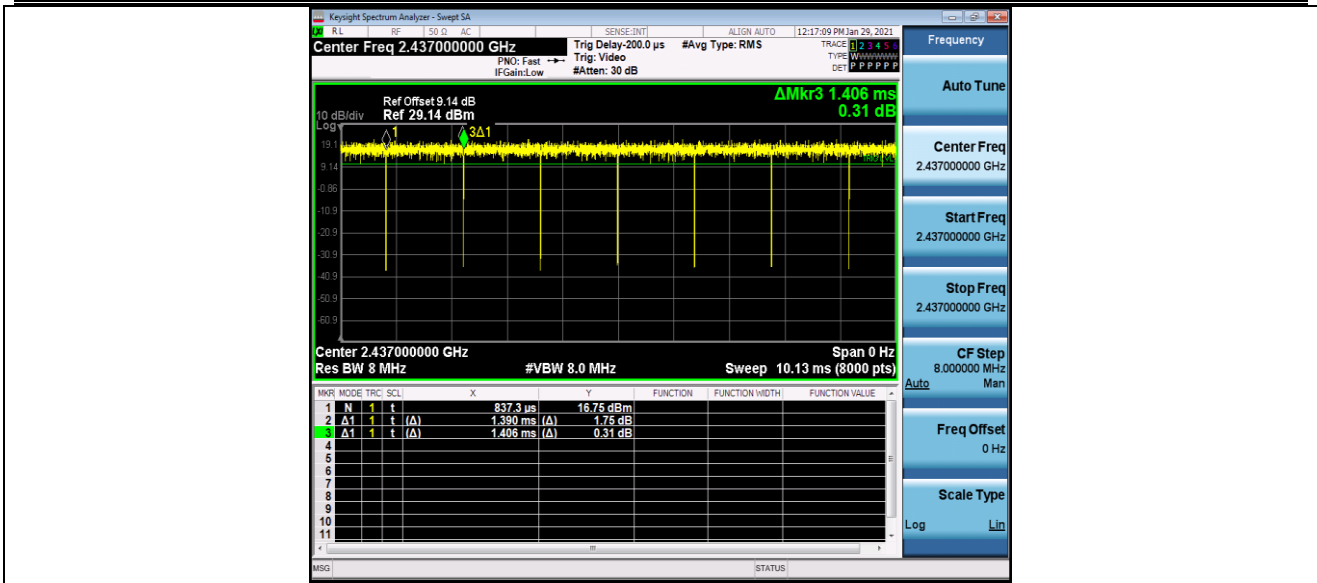 Keysight Spectrum Analyzer - Swept SA
RL RF 50 Ω AC SENSE:INT ALIGN AUTO 12:17:09 PM Jan 29, 2021
Center Freq 2.437000000 GHz
PNO: Fast
IFGain:Low
Trig Delay-200.0 µs
Trig: Video
#Atten: 30 dB
#Avg Type: RMS
TRACE 1 2 3 4 5 6
TYPE WWWWWW
DET P P P P P P
Frequency
Auto Tune
Center Freq
2.437000000 GHz
Start Freq
2.437000000 GHz
Stop Freq
2.437000000 GHz
CF Step
8.000000 MHz
Auto Man
Freq Offset
0 Hz
Scale Type
Log Lin
ΔMkr3 1.406 ms
0.31 dB
Ref Offset 9.14 dB
10 dB/div Ref 29.14 dBm
Log
1
3Δ1
19.1
9.14
-0.86
-10.9
-20.9
-30.9
-40.9
-50.9
-60.9
Center 2.437000000 GHz Span 0 Hz
Res BW 8 MHz #VBW 8.0 MHz Sweep 10.13 ms (8000 pts)
MKR MODE TRC SCL X Y FUNCTION FUNCTION WIDTH FUNCTION VALUE
1 N 1 t 837.3 µs 16.75 dBm
2 Δ1 1 t (Δ) 1.390 ms (Δ) 1.75 dB
3 Δ1 1 t (Δ) 1.406 ms (Δ) 0.31 dB
4
5
6
7
8
9
10
11
MSG STATUS